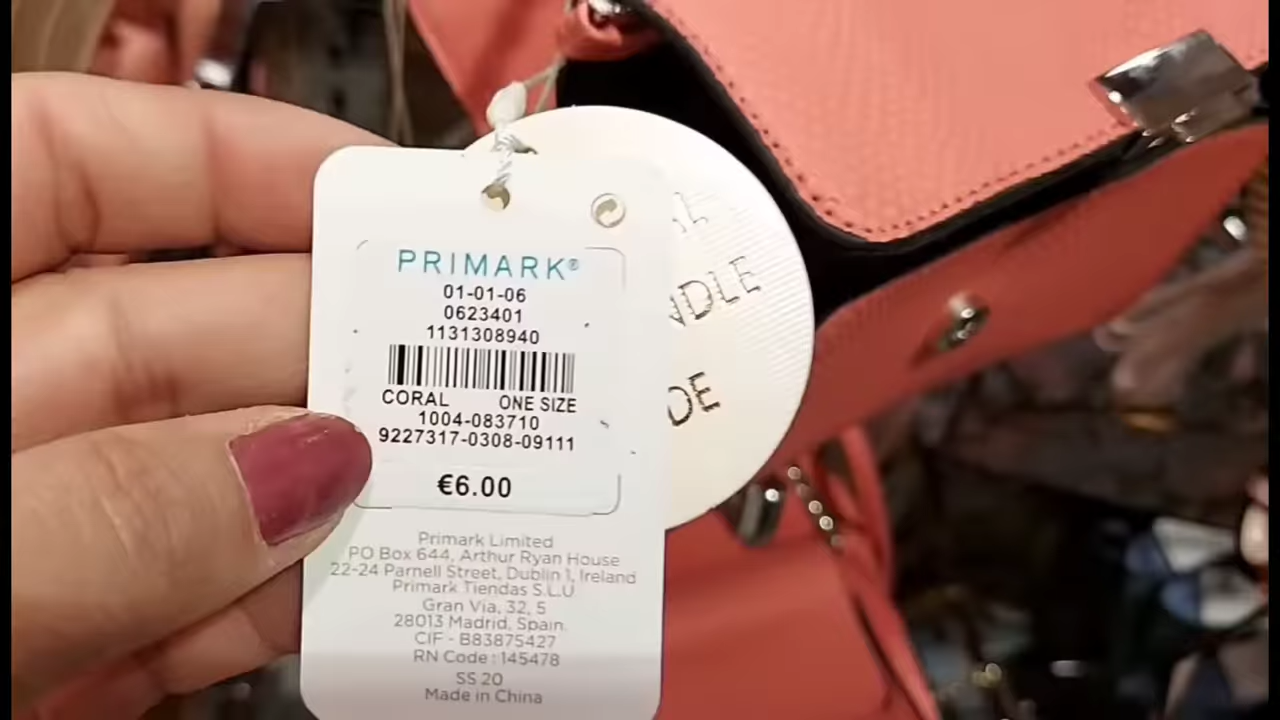 PRIMARK®
01-01-06
0623401
1131308940
CORAL ONE SIZE
1004-083710
9227317-0308-09111
€6.00
Primark Limited
PO Box 644, Arthur Ryan House
22-24 Parnell Street, Dublin 1, Ireland
Primark Tiendas S.L.U
Gran Via, 32, 5
28013 Madrid, Spain.
CIF - B83875427
RN Code : 145478
SS 20
Made in China